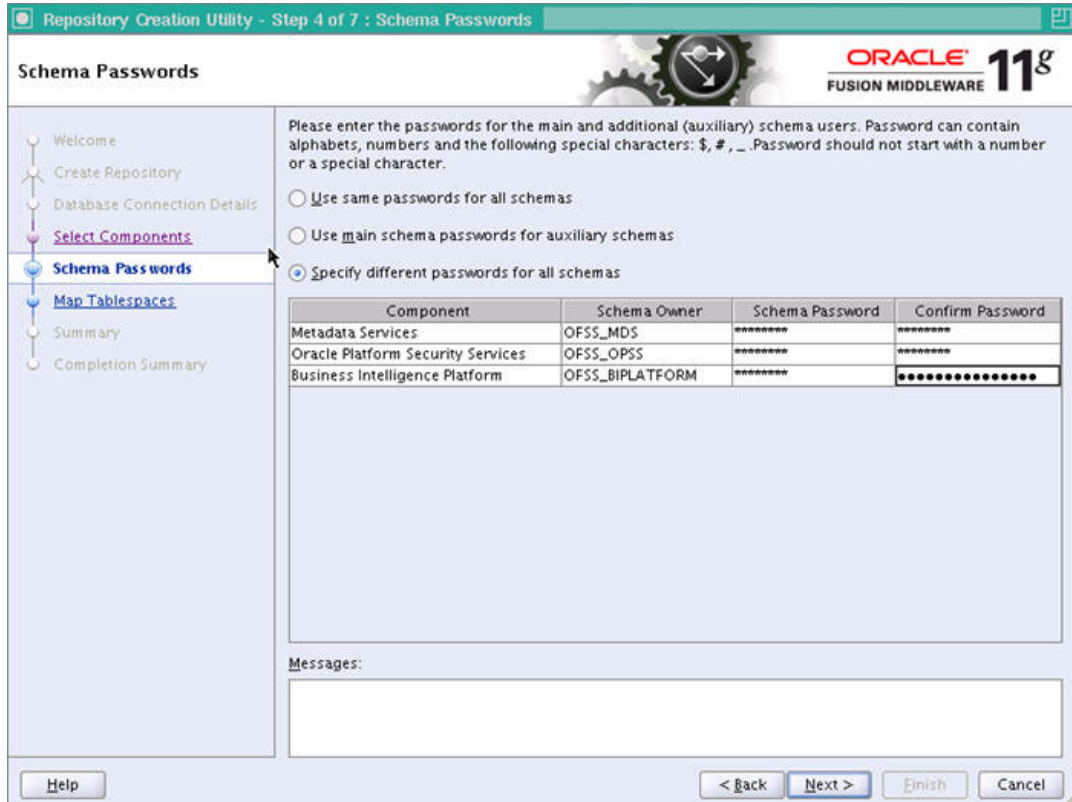 Repository Creation Utility - Step 4 of 7 : Schema Passwords
Schema Passwords
ORACLE
FUSION MIDDLEWARE
11g
Welcome
Create Repository
Database Connection Details
Select Components
Schema Passwords
Map Tablespaces
Summary
Completion Summary
Please enter the passwords for the main and additional (auxiliary) schema users. Password can contain
alphabets, numbers and the following special characters: $, # , _ .Password should not start with a number
or a special character.
Use same passwords for all schemas
Use main schema passwords for auxiliary schemas
Specify different passwords for all schemas
Component Schema Owner Schema Password Confirm Password
Metadata Services OFSS_MDS ******** ********
Oracle Platform Security Services OFSS_OPSS ******** ********
Business Intelligence Platform OFSS_BIPLATFORM ******** ●●●●●●●●●●●●●●●
Messages:
Help < Back Next > Finish Cancel